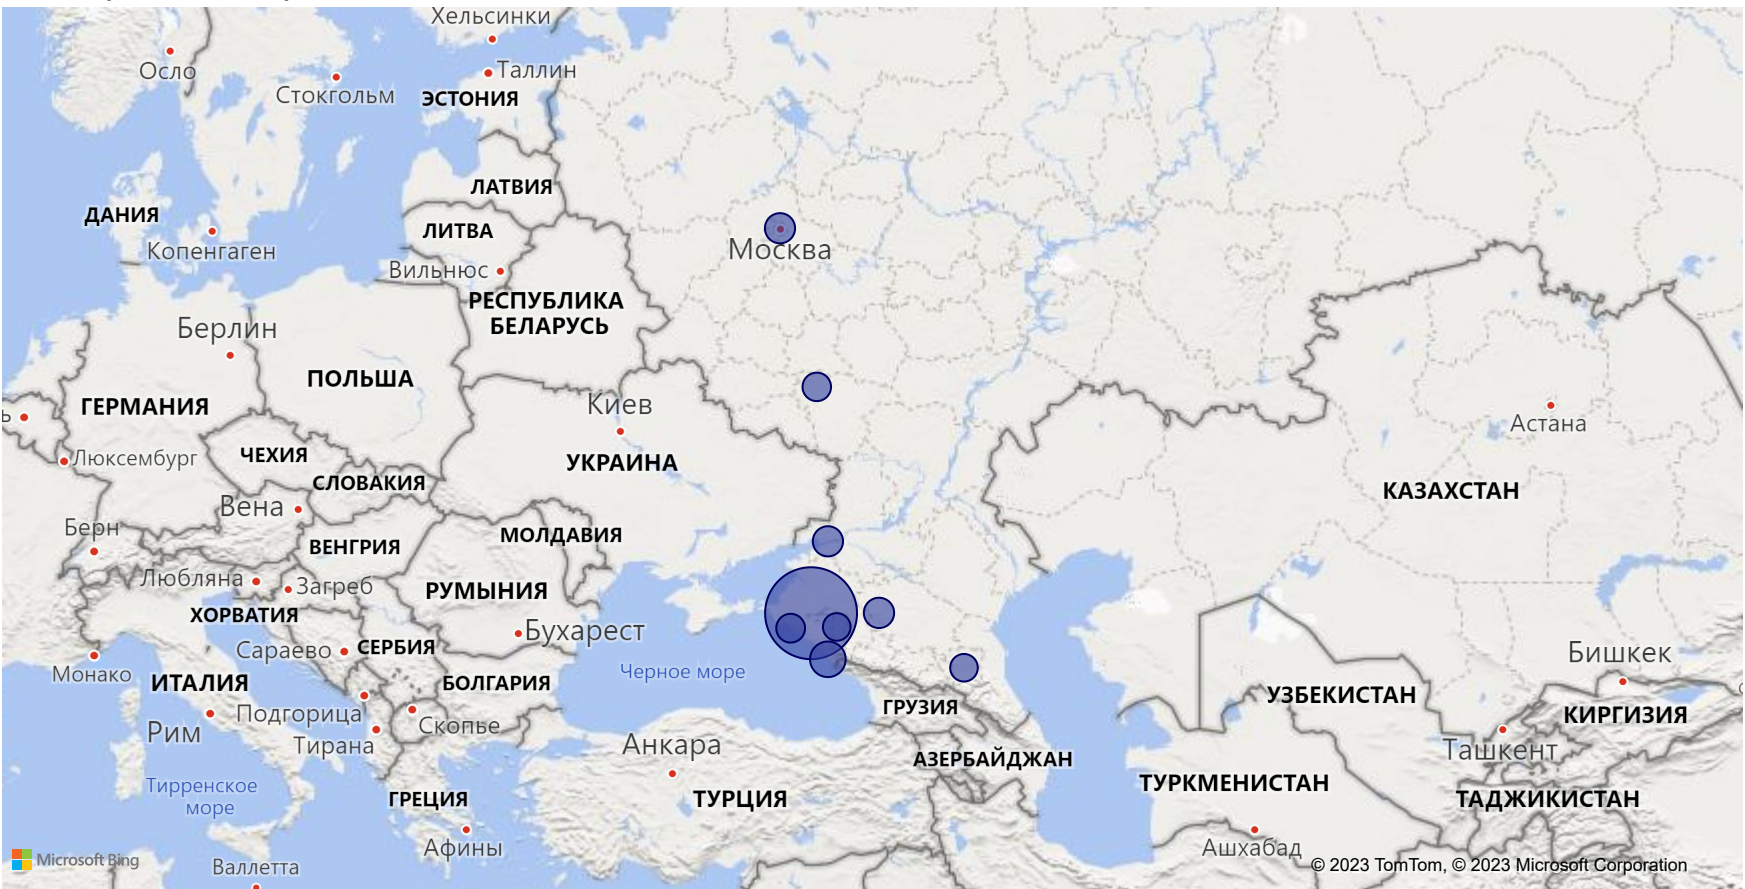 Хельсинки
Осло
Таллин
Стокгольм
ЭСТОНИЯ
ЛАТВИЯ
ДАНИЯ
ЛИТВА
Копенгаген
Москва
Вильнюс
РЕСПУБЛИКА
БЕЛАРУСЬ
Берлин
ПОЛЬША
ГЕРМАНИЯ
Киев
Астана
ЧЕХИЯ
Люксембург
УКРАИНА
СЛОВАКИЯ
КАЗАХСТАН
Вена
Берн
МОЛДАВИЯ
ВЕНГРИЯ
Любляна
Загреб
РУМЫНИЯ
ХОРВАТИЯ
Бухарест
Сараево
СЕРБИЯ
Бишкек
Монако
Черное море
ИТАЛИЯ
БОЛГАРИЯ
УЗБЕКИСТАН
ГРУЗИЯ
Подгорица
КИРГИЗИЯ
Скопье
Рим
Тирана
Анкара
Ташкент
АЗЕРБАЙДЖАН
Тирренское
море
ТУРКМЕНИСТАН
ГРЕЦИЯ
ТУРЦИЯ
ТАДЖИКИСТАН
Афины
Ашхабад
Microsoft Bing
Валлетта
© 2023 TomTom, © 2023 Microsoft Corporation